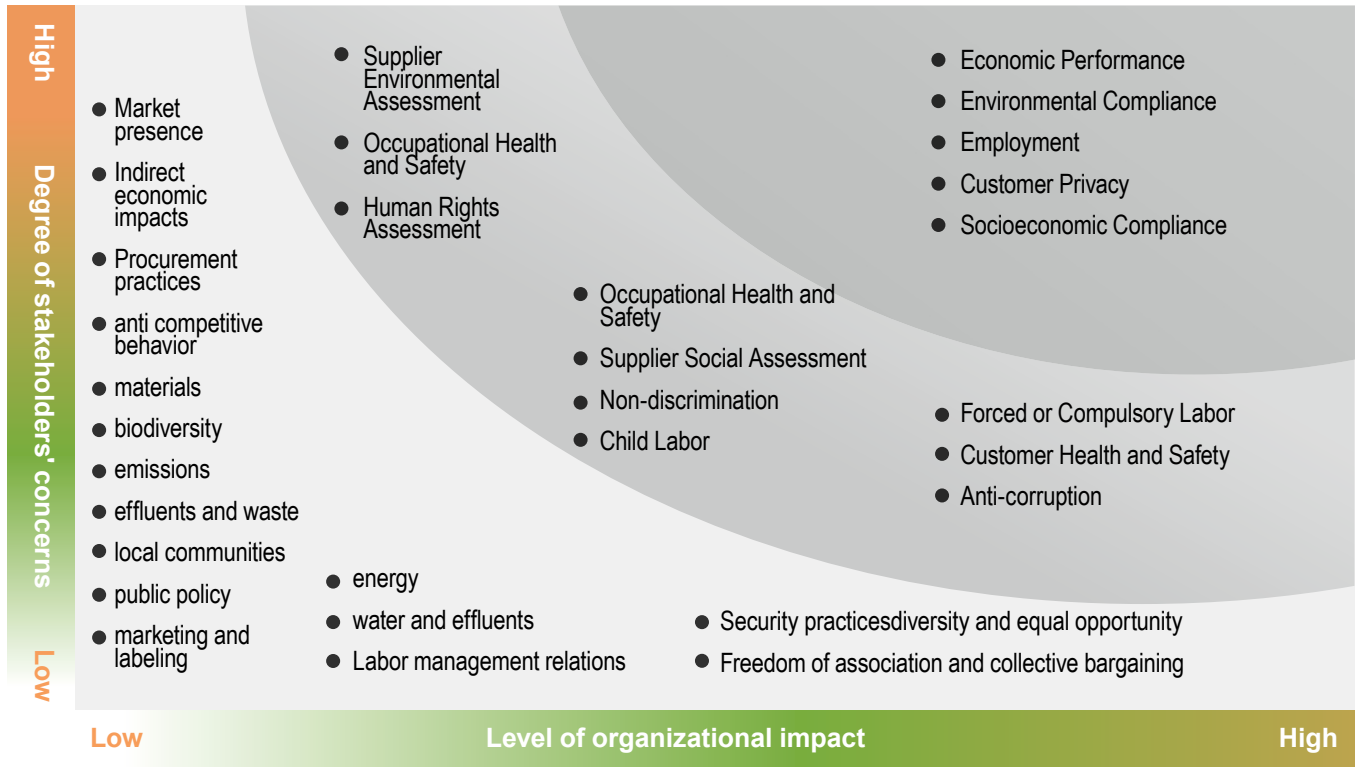 High
Degree of stakeholders' concerns
Low
Market
presence
Indirect
economic
impacts
Procurement
practices
anti competitive
behavior
materials
biodiversity
emissions
effluents and waste
local communities
public policy
marketing and
labeling
Supplier
Environmental
Assessment
Occupational Health
and Safety
Human Rights
Assessment
Economic Performance
Environmental Compliance
Employment
Customer Privacy
Socioeconomic Compliance
Occupational Health and
Safety
Supplier Social Assessment
Non-discrimination
Child Labor
Forced or Compulsory Labor
Customer Health and Safety
Anti-corruption
energy
water and effluents
Labor management relations
Security practicesdiversity and equal opportunity
Freedom of association and collective bargaining
Low
Level of organizational impact
High